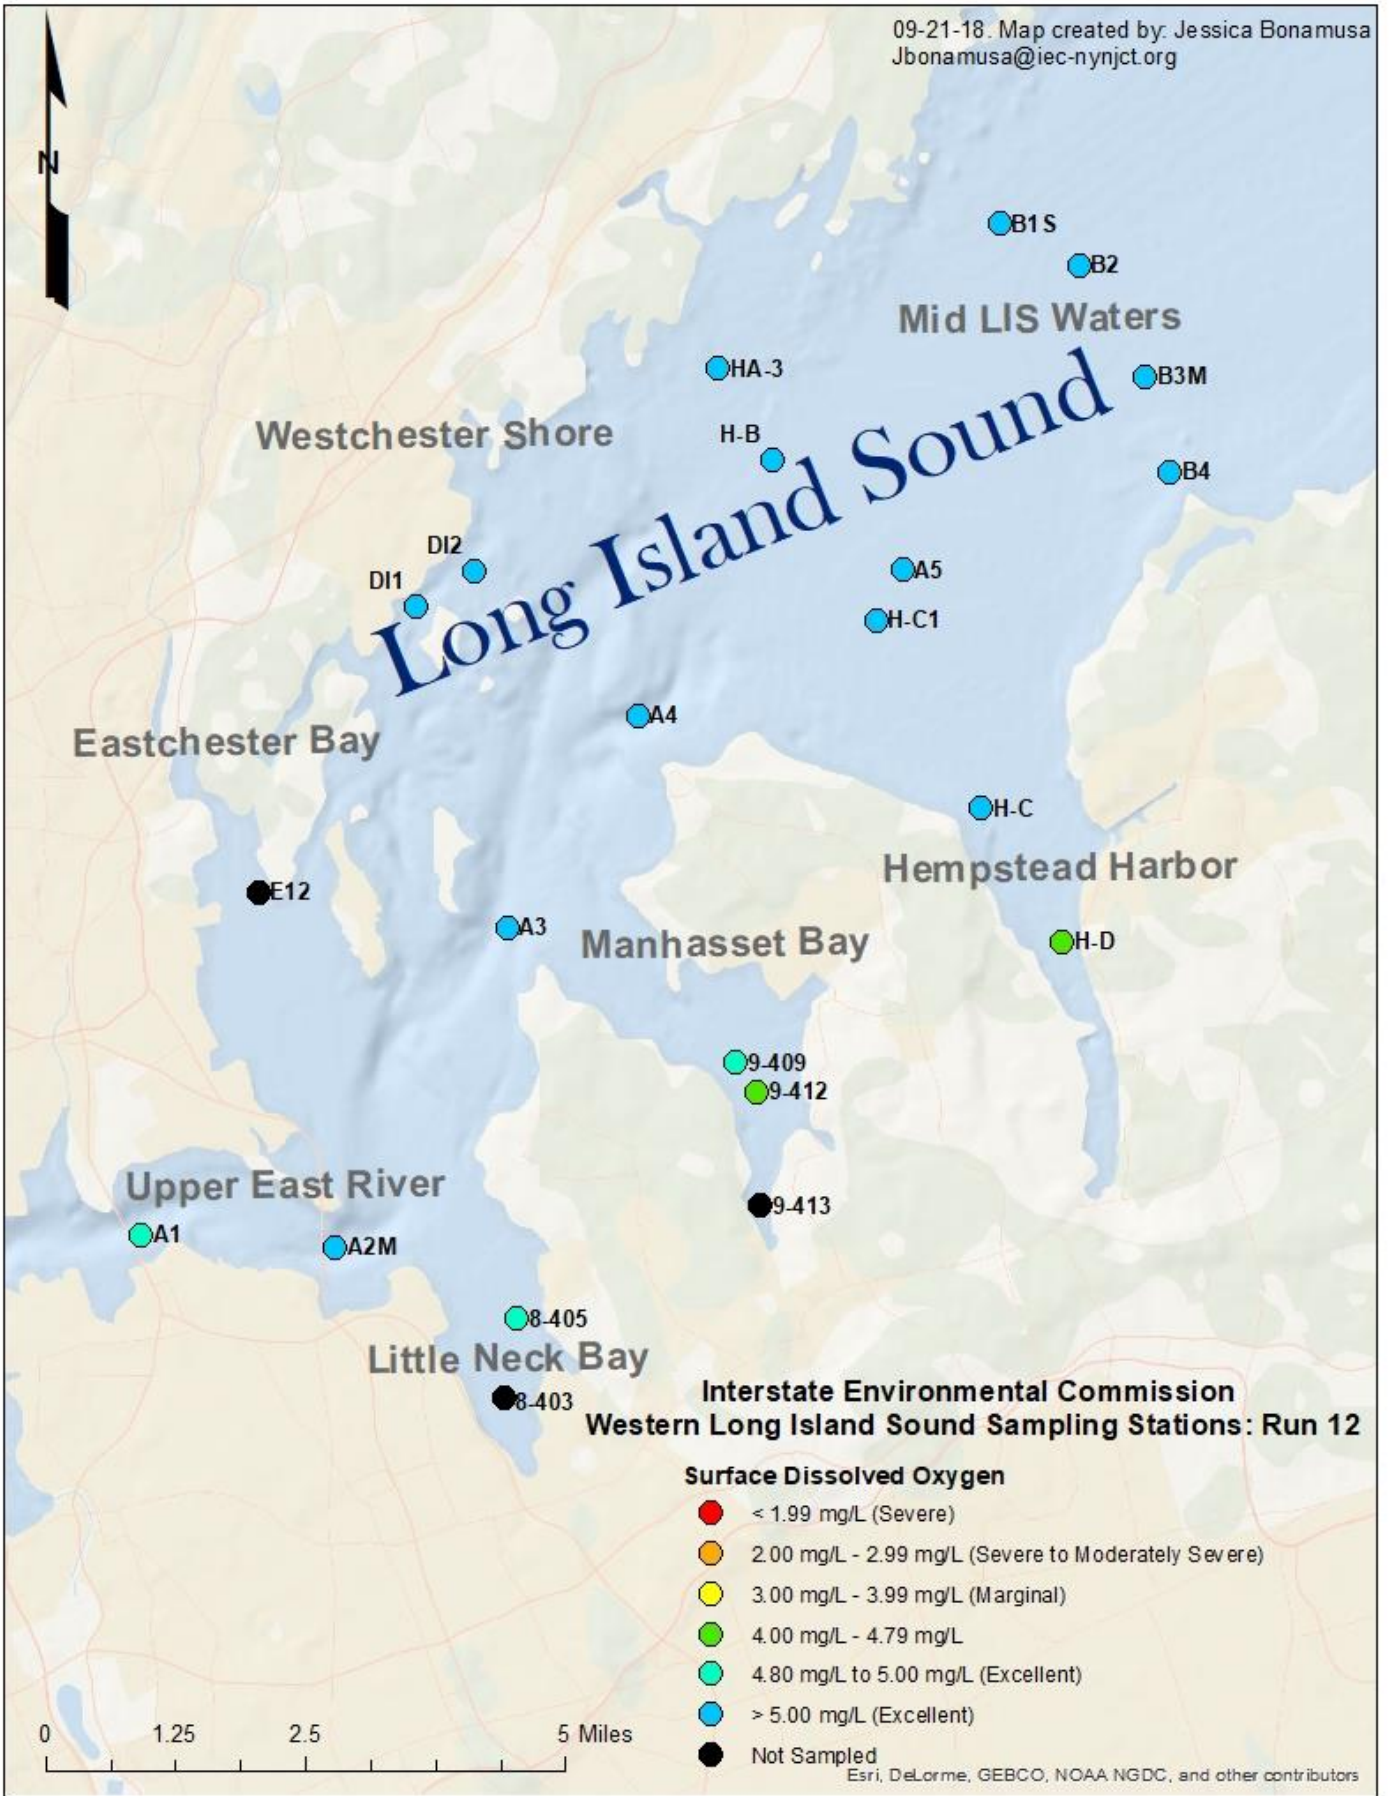 09-21-18. Map created by: Jessica Bonamusa
Jbonamusa@iec-nynjct.org
N
B1S
B2
Mid LIS Waters
HA-3
B3M
Westchester Shore
H-B
Long Island Sound
B4
DI2
A5
DI1
H-C1
A4
Eastchester Bay
H-C
Hempstead Harbor
E12
A3
Manhasset Bay
H-D
9-409
9-412
Upper East River
9-413
A1
A2M
8-405
Little Neck Bay
8-403
Interstate Environmental Commission
Western Long Island Sound Sampling Stations: Run 12
Surface Dissolved Oxygen
< 1.99 mg/L (Severe)
2.00 mg/L - 2.99 mg/L (Severe to Moderately Severe)
3.00 mg/L - 3.99 mg/L (Marginal)
4.00 mg/L - 4.79 mg/L
4.80 mg/L to 5.00 mg/L (Excellent)
> 5.00 mg/L (Excellent)
Not Sampled
0 1.25 2.5 5 Miles
Esri, DeLorme, GEBCO, NOAA NGDC, and other contributors